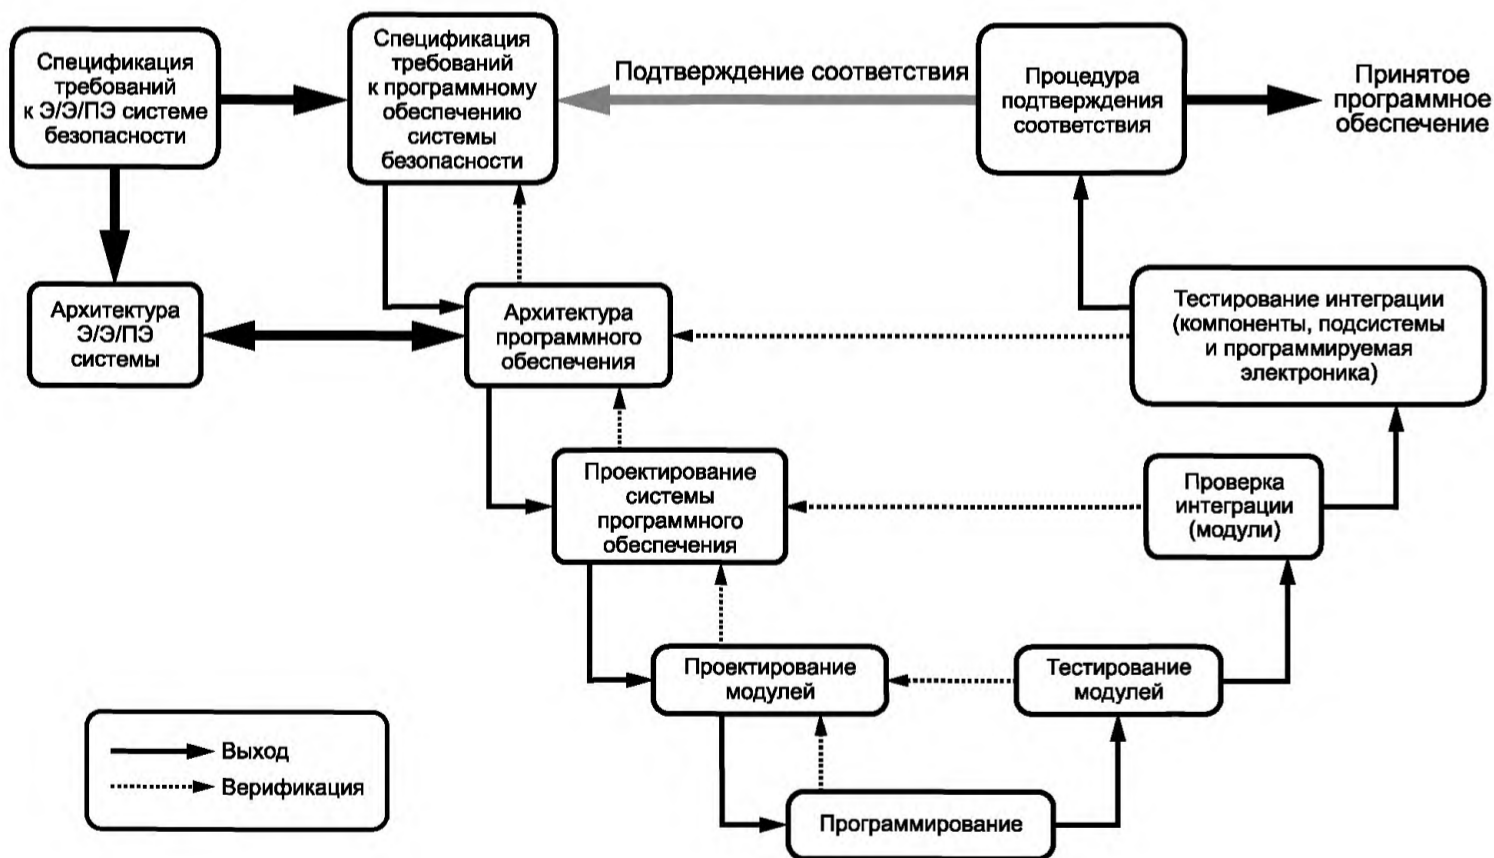 Спецификация
требований
к Э/Э/ПЭ системе
безопасности
Спецификация
требований
к программному
обеспечению
системы
безопасности
Подтверждение соответствия
Процедура
подтверждения
соответствия
Принятое
программное
обеспечение
Архитектура
Э/Э/ПЭ
системы
Архитектура
программного
обеспечения
Тестирование интеграции
(компоненты, подсистемы
и программируемая
электроника)
Проектирование
системы
программного
обеспечения
Проверка
интеграции
(модули)
Проектирование
модулей
Тестирование
модулей
Выход
Верификация
Программирование